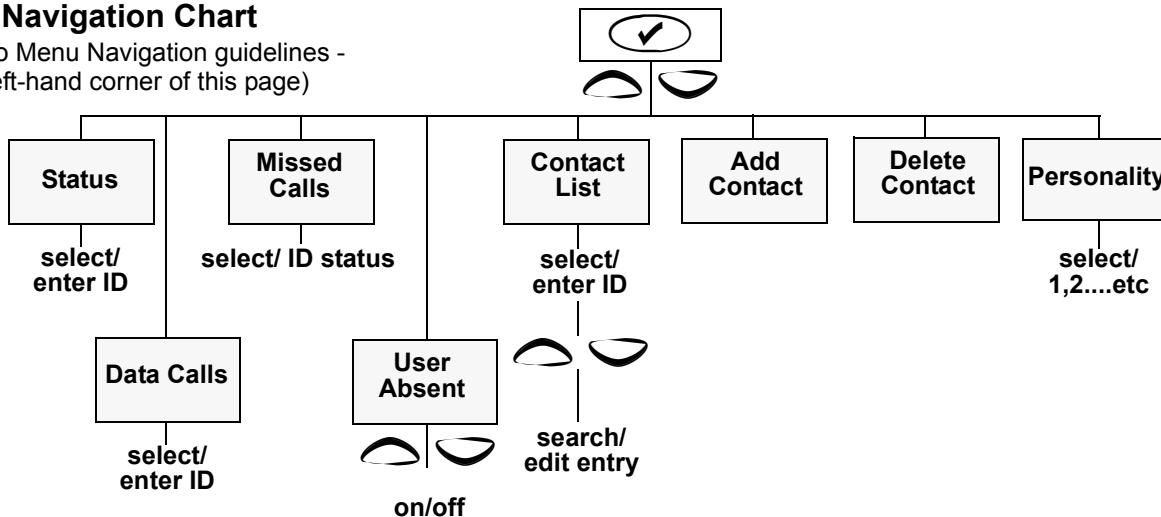 Navigation Chart
o Menu Navigation guidelines -
eft-hand corner of this page)
Status
Missed
Calls
Contact
List
Add
Contact
Delete
Contact
Personality
select/
enter ID
select/ ID status
select/
enter ID
select/
1,2....etc
Data Calls
User
Absent
select/
enter ID
on/off
search/
edit entry